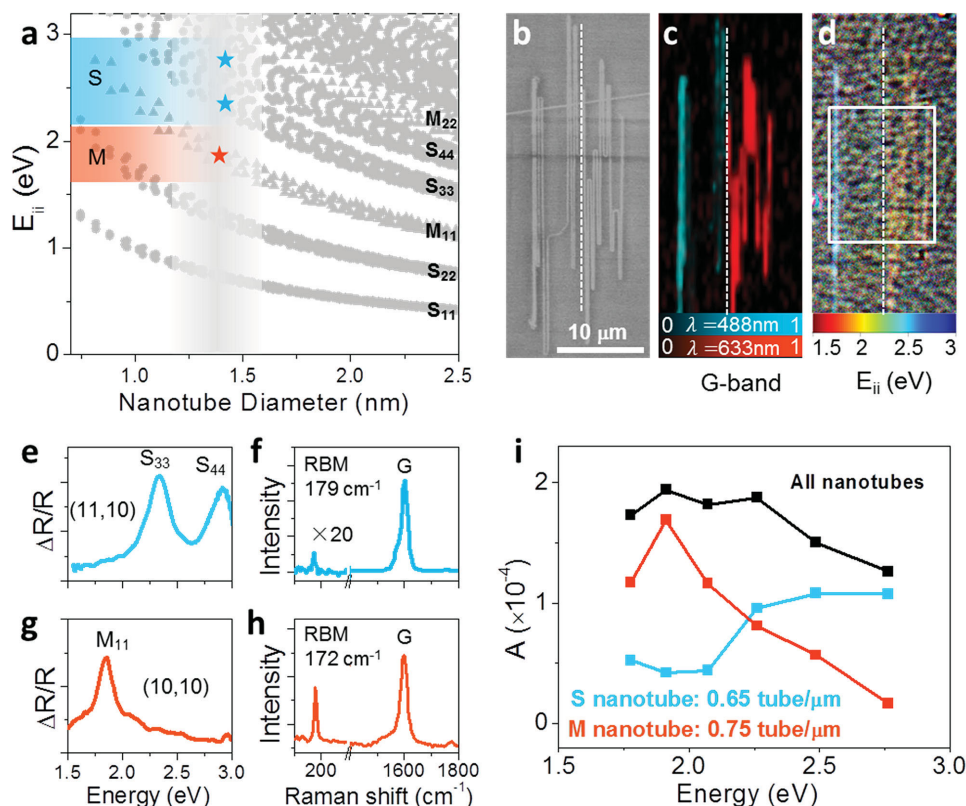 a
3
2
1
0
E_ii (eV)
S
M
M₂₂
S₄₄
S₃₃
M₁₁
S₂₂
S₁₁
1.0 1.5 2.0 2.5
Nanotube Diameter (nm)
b
10 μm
c
0 λ=488nm 1
0 λ=633nm 1
G-band
d
1.5 2 2.5 3
E_ii (eV)
e
S₃₃ S₄₄
(11,10)
ΔR/R
f
RBM
179 cm⁻¹
×20
G
Intensity
g
M₁₁
(10,10)
ΔR/R
1.5 2.0 2.5 3.0
Energy (eV)
h
RBM
172 cm⁻¹
G
Intensity
200 1600 1800
Raman shift (cm⁻¹)
i
All nanotubes
2
1
0
A (×10⁻⁴)
S nanotube: 0.65 tube/μm
M nanotube: 0.75 tube/μm
2.0 2.5 3.0
Energy (eV)